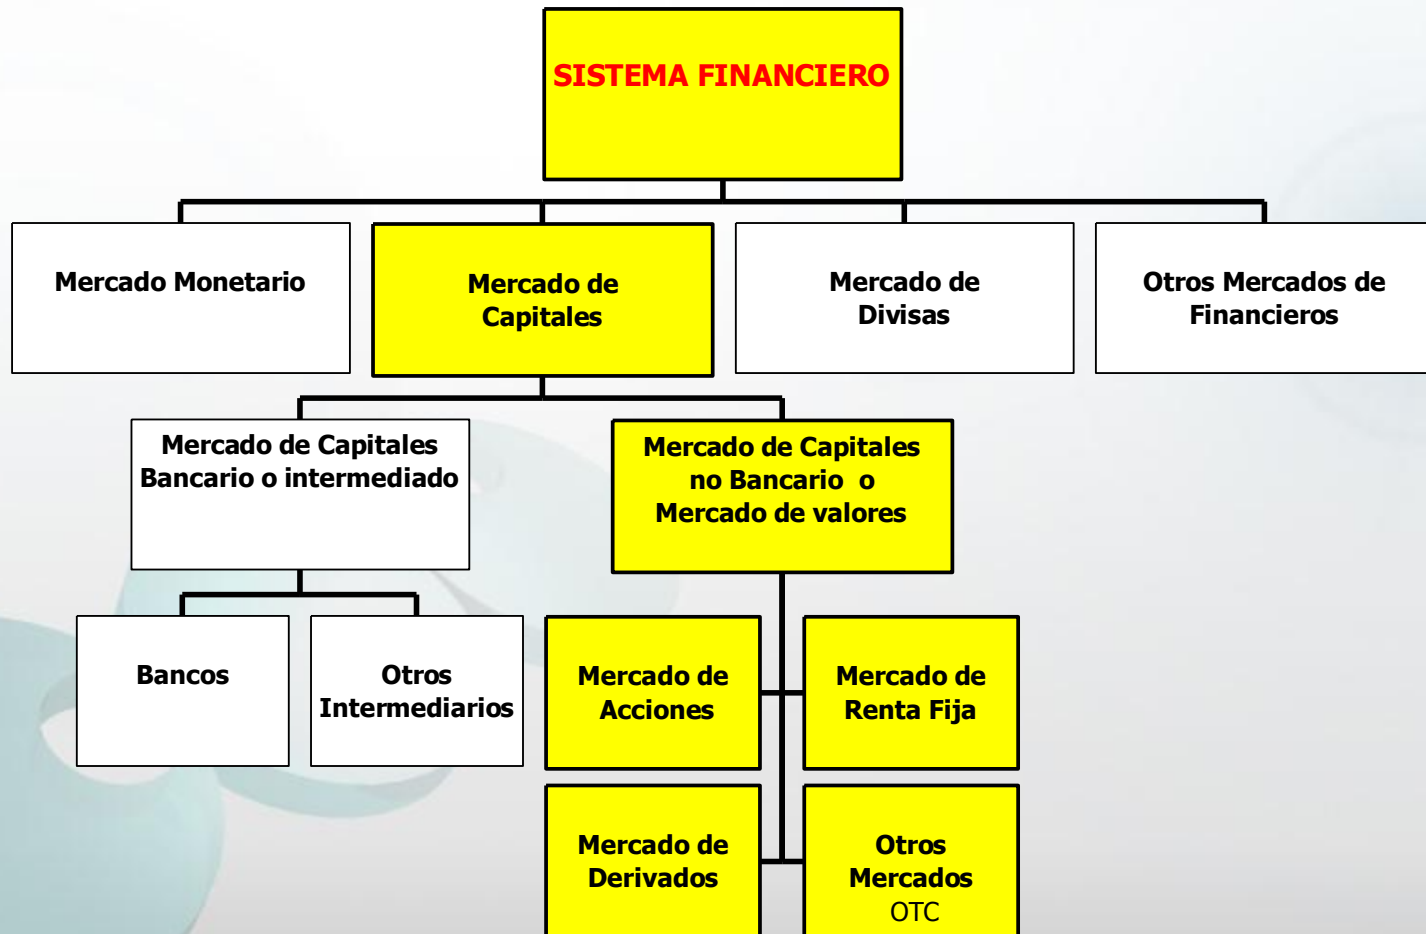 SISTEMA FINANCIERO
Mercado Monetario
Mercado de
Capitales
Mercado de
Divisas
Otros Mercados de
Financieros
Mercado de Capitales
Bancario o intermediado
Mercado de Capitales
no Bancario o
Mercado de valores
Bancos
Otros
Intermediarios
Mercado de
Acciones
Mercado de
Renta Fija
Mercado de
Derivados
Otros
Mercados
OTC